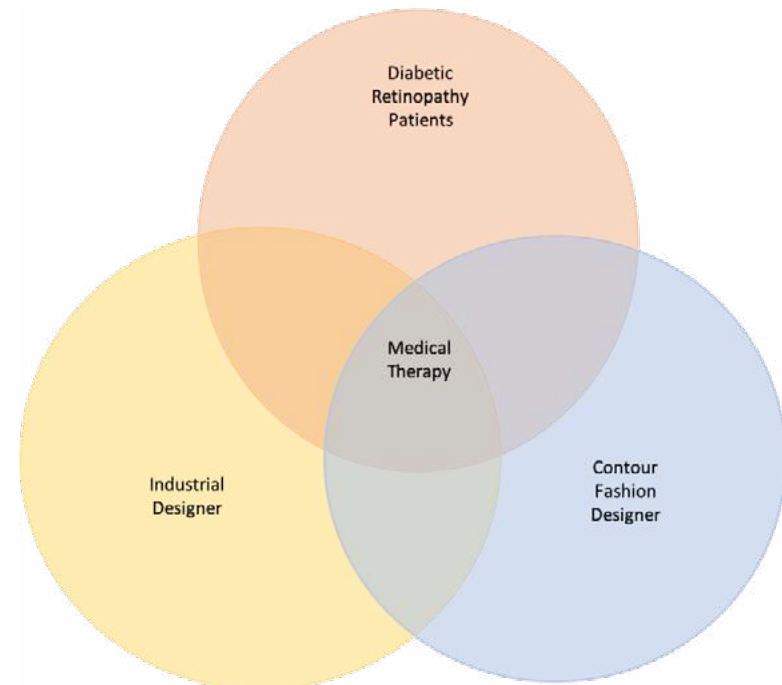 Diabetic
Retinopathy
Patients
Medical
Therapy
Industrial
Designer
Contour
Fashion
Designer